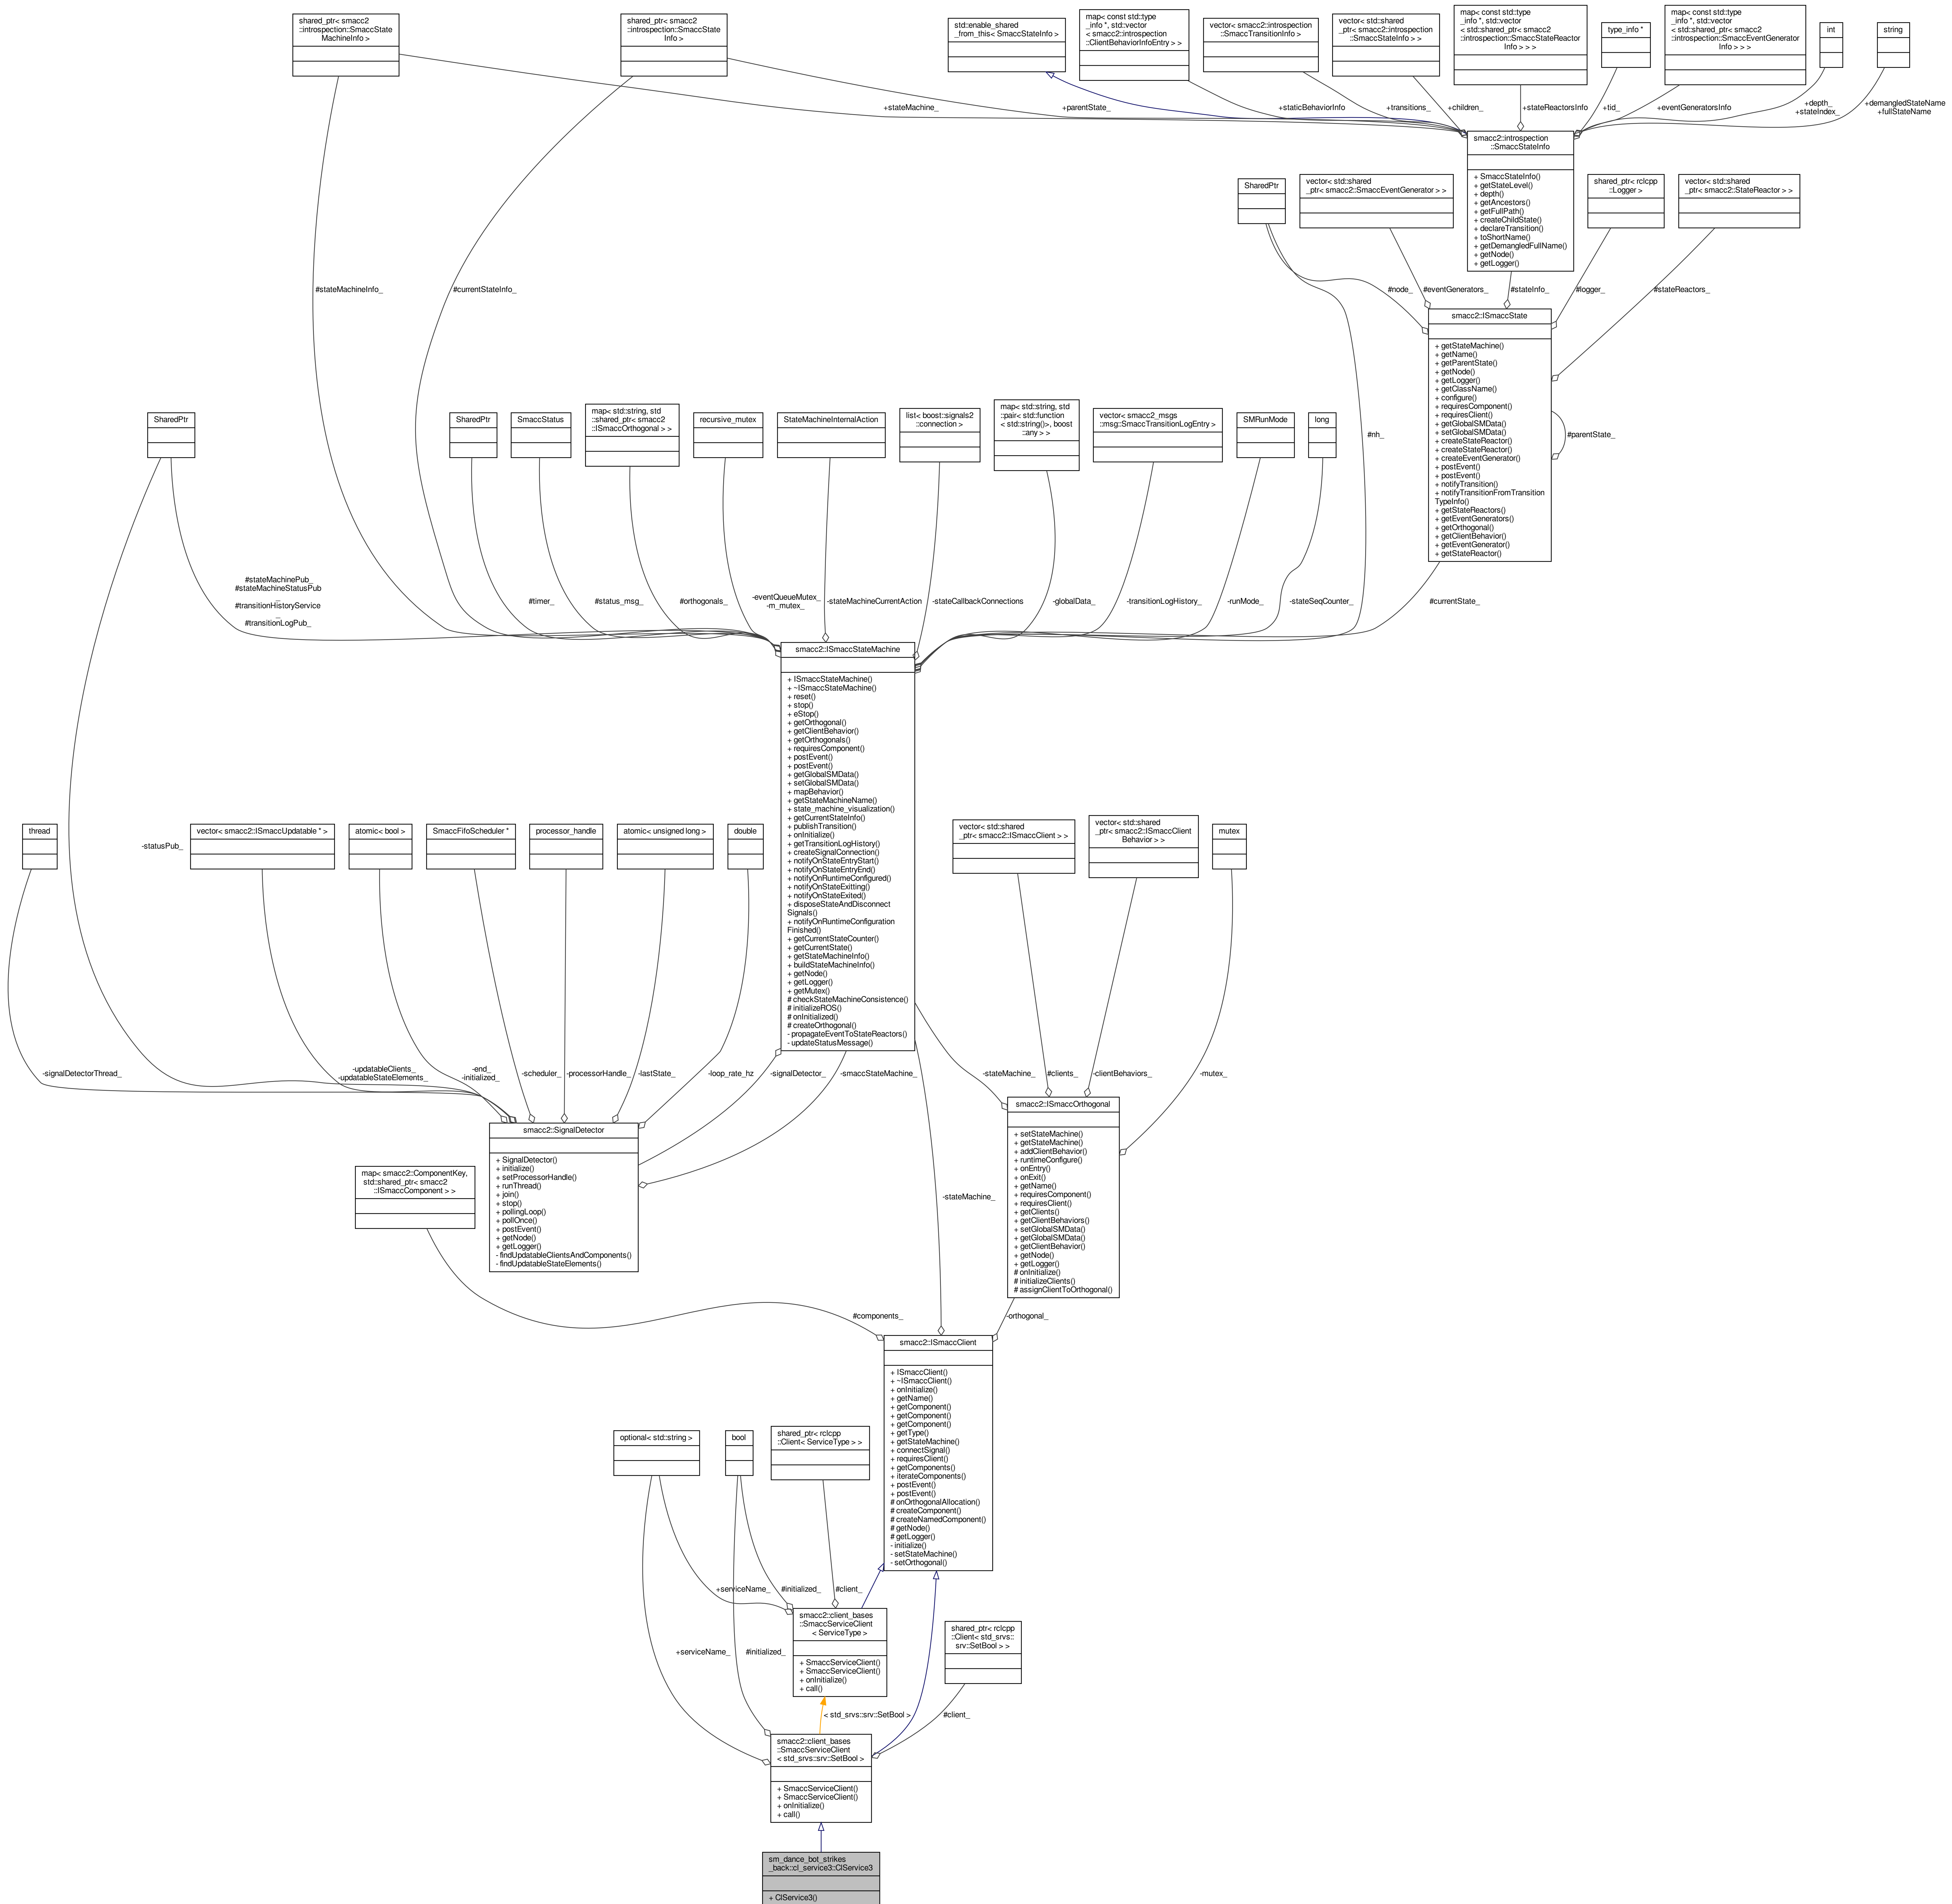 shared_ptr< smacc2
::introspection::SmaccState
MachineInfo >
shared_ptr< smacc2
::introspection::SmaccState
Info >
std::enable_shared
_from_this< SmaccStateInfo >
map< const std::type
_info *, std::vector
< smacc2::introspection
::ClientBehaviorInfoEntry > >
vector< smacc2::introspection
::SmaccTransitionInfo >
vector< std::shared
_ptr< smacc2::introspection
::SmaccStateInfo > >
map< const std::type
_info *, std::vector
< std::shared_ptr< smacc2
::introspection::SmaccStateReactor
Info > > >
type_info *
map< const std::type
_info *, std::vector
< std::shared_ptr< smacc2
::introspection::SmaccEventGenerator
Info > > >
int
string
+stateMachine_
+parentState_
+staticBehaviorInfo
+transitions_
+children_
+stateReactorsInfo
+tid_
+eventGeneratorsInfo
+depth_
+stateIndex_
+demangledStateName
+fullStateName
smacc2::introspection
::SmaccStateInfo
+ SmaccStateInfo()
+ getStateLevel()
+ depth()
+ getAncestors()
+ getFullPath()
+ createChildState()
+ declareTransition()
+ toShortName()
+ getDemangledFullName()
+ getNode()
+ getLogger()
SharedPtr
vector< std::shared
_ptr< smacc2::SmaccEventGenerator > >
shared_ptr< rclcpp
::Logger >
vector< std::shared
_ptr< smacc2::StateReactor > >
#stateMachineInfo_
#currentStateInfo_
#node_
#eventGenerators_
#stateInfo_
#logger_
#stateReactors_
smacc2::ISmaccState
+ getStateMachine()
+ getName()
+ getParentState()
+ getNode()
+ getLogger()
+ getClassName()
+ configure()
+ requiresComponent()
+ requiresClient()
+ getGlobalSMData()
+ setGlobalSMData()
+ createStateReactor()
+ createStateReactor()
+ createEventGenerator()
+ postEvent()
+ postEvent()
+ notifyTransition()
+ notifyTransitionFromTransition
TypeInfo()
+ getStateReactors()
+ getEventGenerators()
+ getOrthogonal()
+ getClientBehavior()
+ getEventGenerator()
+ getStateReactor()
#parentState_
SharedPtr
SharedPtr
SmaccStatus
map< std::string, std
::shared_ptr< smacc2
::ISmaccOrthogonal > >
recursive_mutex
StateMachineInternalAction
list< boost::signals2
::connection >
map< std::string, std
::pair< std::function
< std::string()>, boost
::any > >
vector< smacc2_msgs
::msg::SmaccTransitionLogEntry >
SMRunMode
long
#nh_
#stateMachinePub_
#stateMachineStatusPub
_
#transitionHistoryService
_
#transitionLogPub_
#timer_
#status_msg_
#orthogonals_
-eventQueueMutex_
-m_mutex_
-stateMachineCurrentAction
-stateCallbackConnections
-globalData_
-transitionLogHistory_
-runMode_
-stateSeqCounter_
#currentState_
smacc2::ISmaccStateMachine
+ ISmaccStateMachine()
+ ~ISmaccStateMachine()
+ reset()
+ stop()
+ eStop()
+ getOrthogonal()
+ getClientBehavior()
+ getOrthogonals()
+ requiresComponent()
+ postEvent()
+ postEvent()
+ getGlobalSMData()
+ setGlobalSMData()
+ mapBehavior()
+ getStateMachineName()
+ state_machine_visualization()
+ getCurrentStateInfo()
+ publishTransition()
+ onInitialize()
+ getTransitionLogHistory()
+ createSignalConnection()
+ notifyOnStateEntryStart()
+ notifyOnStateEntryEnd()
+ notifyOnRuntimeConfigured()
+ notifyOnStateExitting()
+ notifyOnStateExited()
+ disposeStateAndDisconnect
Signals()
+ notifyOnRuntimeConfiguration
Finished()
+ getCurrentStateCounter()
+ getCurrentState()
+ getStateMachineInfo()
+ buildStateMachineInfo()
+ getNode()
+ getLogger()
+ getMutex()
# checkStateMachineConsistence()
# initializeROS()
# onInitialized()
# createOrthogonal()
- propagateEventToStateReactors()
- updateStatusMessage()
thread
-statusPub_
vector< smacc2::ISmaccUpdatable * >
atomic< bool >
SmaccFifoScheduler *
processor_handle
atomic< unsigned long >
double
vector< std::shared
_ptr< smacc2::ISmaccClient > >
vector< std::shared
_ptr< smacc2::ISmaccClient
Behavior > >
mutex
-signalDetectorThread_
-updatableClients_
-updatableStateElements_
-end_
-initialized_
-scheduler_
-processorHandle_
-lastState_
-loop_rate_hz
-signalDetector_
-smaccStateMachine_
-stateMachine_
#clients_
-clientBehaviors_
-mutex_
smacc2::SignalDetector
+ SignalDetector()
+ initialize()
+ setProcessorHandle()
+ runThread()
+ join()
+ stop()
+ pollingLoop()
+ pollOnce()
+ postEvent()
+ getNode()
+ getLogger()
- findUpdatableClientsAndComponents()
- findUpdatableStateElements()
smacc2::ISmaccOrthogonal
+ setStateMachine()
+ getStateMachine()
+ addClientBehavior()
+ runtimeConfigure()
+ onEntry()
+ onExit()
+ getName()
+ requiresComponent()
+ requiresClient()
+ getClients()
+ getClientBehaviors()
+ setGlobalSMData()
+ getGlobalSMData()
+ getClientBehavior()
+ getNode()
+ getLogger()
# onInitialize()
# initializeClients()
# assignClientToOrthogonal()
map< smacc2::ComponentKey,
std::shared_ptr< smacc2
::ISmaccComponent > >
-stateMachine_
#components_
-orthogonal_
smacc2::ISmaccClient
+ ISmaccClient()
+ ~ISmaccClient()
+ onInitialize()
+ getName()
+ getComponent()
+ getComponent()
+ getComponent()
+ getType()
+ getStateMachine()
+ connectSignal()
+ requiresClient()
+ getComponents()
+ iterateComponents()
+ postEvent()
+ postEvent()
# onOrthogonalAllocation()
# createComponent()
# createNamedComponent()
# getNode()
# getLogger()
- initialize()
- setStateMachine()
- setOrthogonal()
optional< std::string >
bool
shared_ptr< rclcpp
::Client< ServiceType > >
+serviceName_
#initialized_
#client_
smacc2::client_bases
::SmaccServiceClient
< ServiceType >
+ SmaccServiceClient()
+ SmaccServiceClient()
+ onInitialize()
+ call()
shared_ptr< rclcpp
::Client< std_srvs::
srv::SetBool > >
+serviceName_
#initialized_
< std_srvs::srv::SetBool >
#client_
smacc2::client_bases
::SmaccServiceClient
< std_srvs::srv::SetBool >
+ SmaccServiceClient()
+ SmaccServiceClient()
+ onInitialize()
+ call()
sm_dance_bot_strikes
_back::cl_service3::ClService3
+ ClService3()